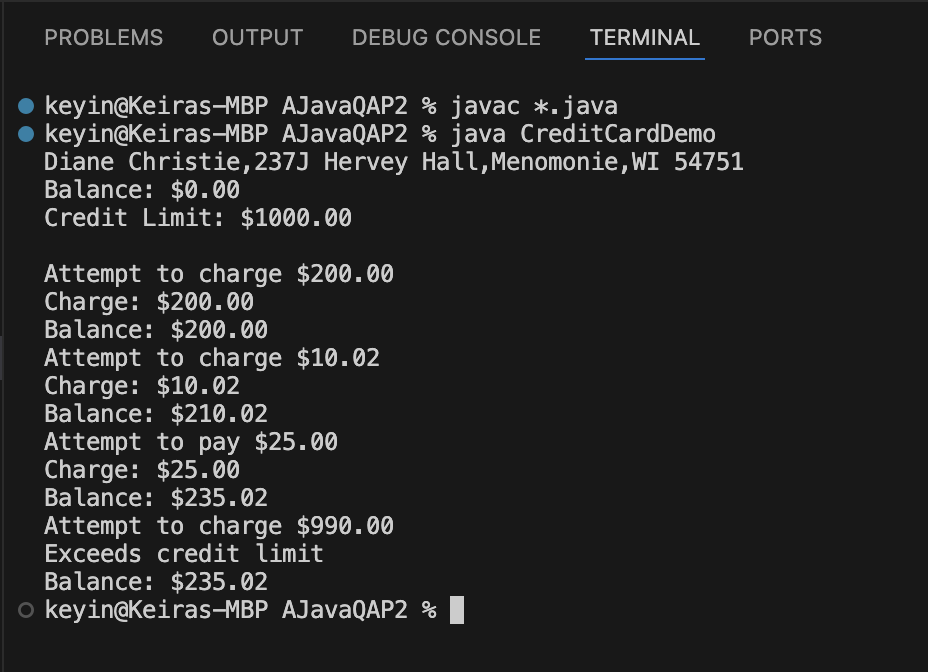 PROBLEMS OUTPUT DEBUG CONSOLE TERMINAL PORTS
keyin@Keiras-MBP AJavaQAP2 % javac *.java
keyin@Keiras-MBP AJavaQAP2 % java CreditCardDemo
Diane Christie,237J Hervey Hall,Menomonie,WI 54751
Balance: $0.00
Credit Limit: $1000.00

Attempt to charge $200.00
Charge: $200.00
Balance: $200.00
Attempt to charge $10.02
Charge: $10.02
Balance: $210.02
Attempt to pay $25.00
Charge: $25.00
Balance: $235.02
Attempt to charge $990.00
Exceeds credit limit
Balance: $235.02
keyin@Keiras-MBP AJavaQAP2 %